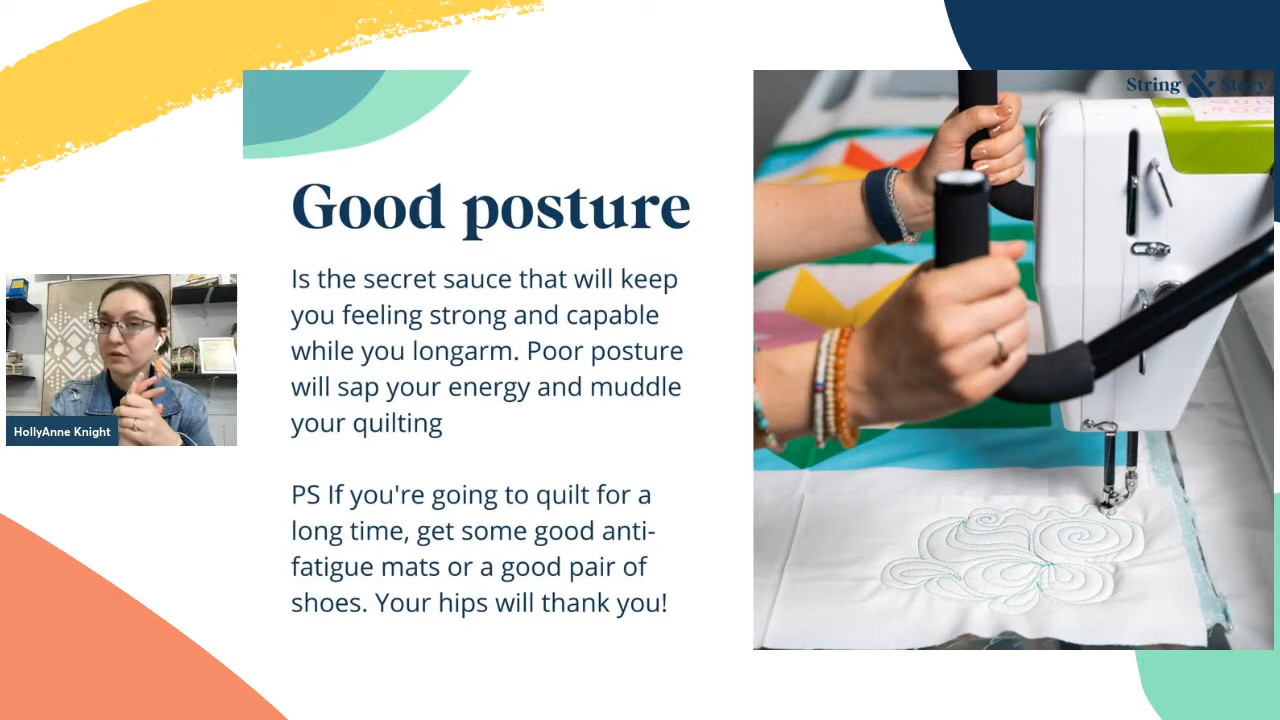 String & Story
Good posture
Is the secret sauce that will keep
you feeling strong and capable
while you longarm. Poor posture
will sap your energy and muddle
your quilting
PS If you're going to quilt for a
long time, get some good anti-
fatigue mats or a good pair of
shoes. Your hips will thank you!
HollyAnne Knight